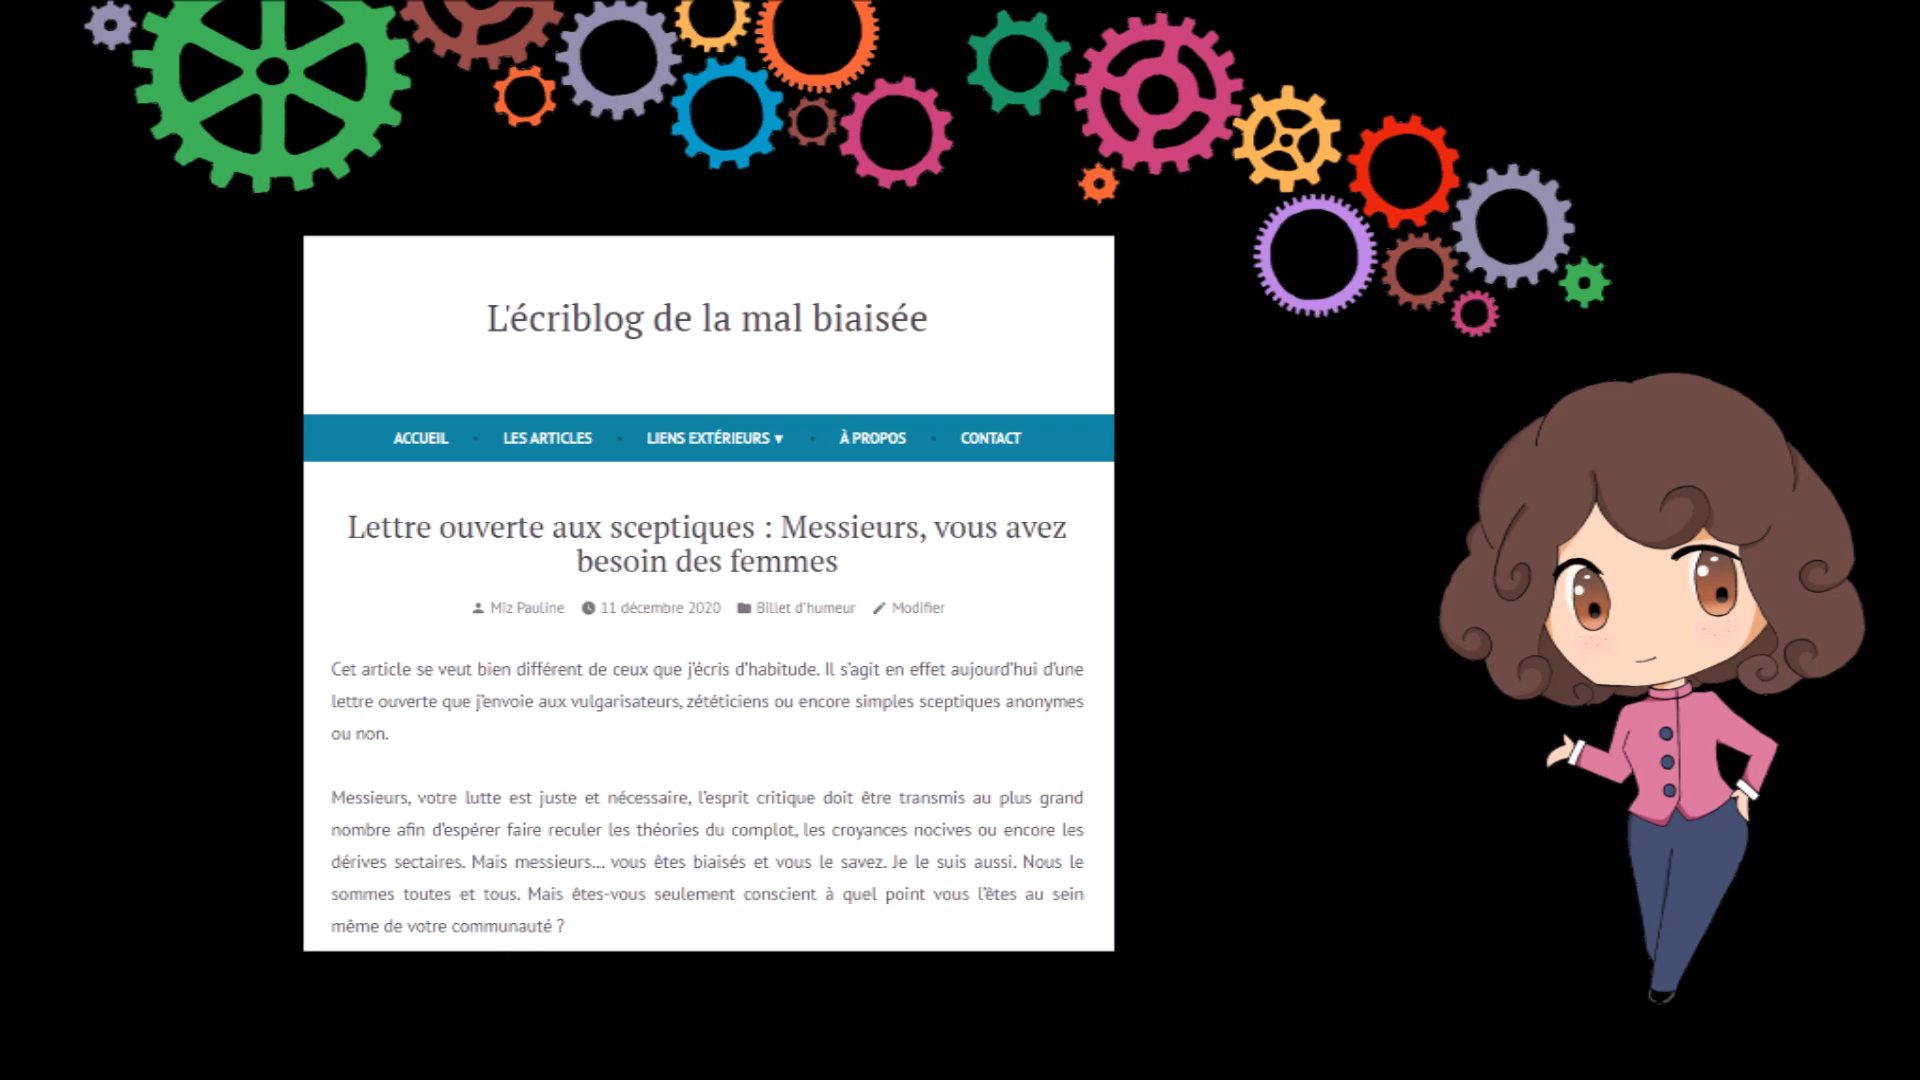 L'écriblog de la mal biaisée
ACCUEIL • LES ARTICLES • LIENS EXTÉRIEURS ▾ • À PROPOS • CONTACT
Lettre ouverte aux sceptiques : Messieurs, vous avez
besoin des femmes
Miz Pauline 11 décembre 2020 Billet d'humeur Modifier
Cet article se veut bien différent de ceux que j'écris d'habitude. Il s'agit en effet aujourd'hui d'une
lettre ouverte que j'envoie aux vulgarisateurs, zététiciens ou encore simples sceptiques anonymes
ou non.
Messieurs, votre lutte est juste et nécessaire, l'esprit critique doit être transmis au plus grand
nombre afin d'espérer faire reculer les théories du complot, les croyances nocives ou encore les
dérives sectaires. Mais messieurs... vous êtes biaisés et vous le savez. Je le suis aussi. Nous le
sommes toutes et tous. Mais êtes-vous seulement conscient à quel point vous l'êtes au sein
même de votre communauté ?